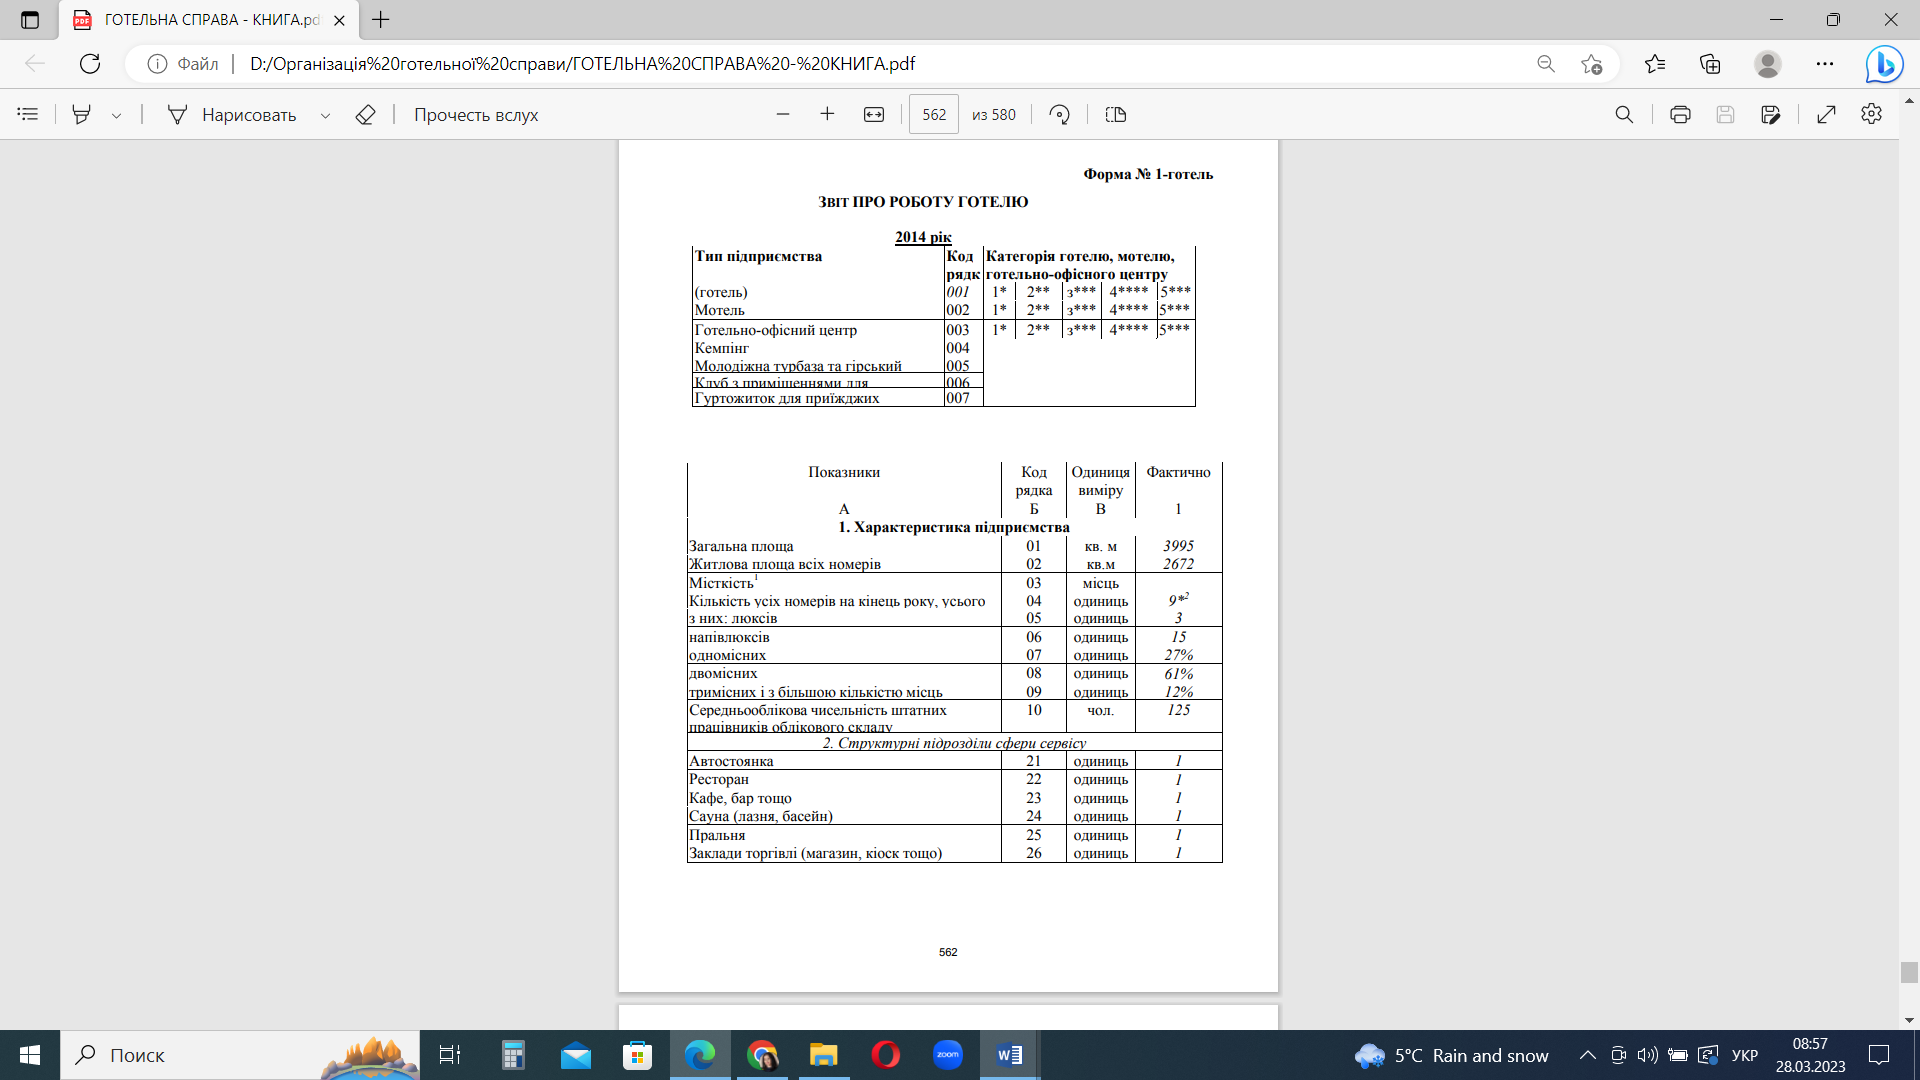 ГОТЕЛЬНА СПРАВА - КНИГА.pd
Файл
D:/Організація%20готельної%20справи/ГОТЕЛЬНА%20СПРАВА%20-%20КНИГА.pdf
Нарисовать
Прочесть вслух
562 из 580
Форма № 1-готель
ЗВІТ ПРО РОБОТУ ГОТЕЛЮ
2014 рік
Тип підприємства Код Категорія готелю, мотелю,
рядк готельно-офісного центру
(готель) 001 1* 2** з*** 4**** 5***
Мотель 002 1* 2** з*** 4**** 5***
Готельно-офісний центр 003 1* 2** з*** 4**** 5***
Кемпінг 004
Молодіжна турбаза та гірський 005
Клуб з приміщеннями для 006
Гуртожиток для приїжджих 007
Показники Код Одиниця Фактично
рядка виміру
А Б В 1
1. Характеристика підприємства
Загальна площа 01 кв. м 3995
Житлова площа всіх номерів 02 кв.м 2672
Місткість¹ 03 місць
Кількість усіх номерів на кінець року, усього 04 одиниць 9*²
з них: люксів 05 одиниць 3
напівлюксів 06 одиниць 15
одномісних 07 одиниць 27%
двомісних 08 одиниць 61%
тримісних і з більшою кількістю місць 09 одиниць 12%
Середньооблікова чисельність штатних 10 чол. 125
працівників облікового складу
2. Структурні підрозділи сфери сервісу
Автостоянка 21 одиниць 1
Ресторан 22 одиниць 1
Кафе, бар тощо 23 одиниць 1
Сауна (лазня, басейн) 24 одиниць 1
Пральня 25 одиниць 1
Заклади торгівлі (магазин, кіоск тощо) 26 одиниць 1
562
Поиск
zoom
5°C Rain and snow
УКР
08:57
28.03.2023